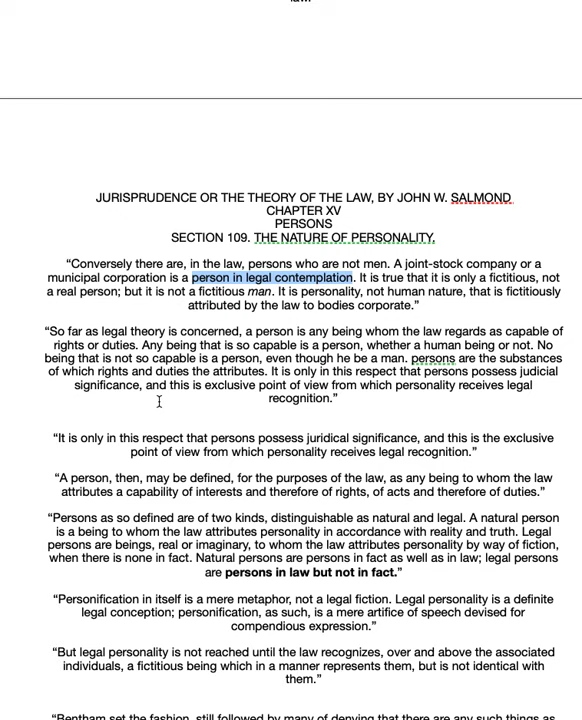 law.
JURISPRUDENCE OR THE THEORY OF THE LAW, BY JOHN W. SALMOND
CHAPTER XV
PERSONS
SECTION 109. THE NATURE OF PERSONALITY.
“Conversely there are, in the law, persons who are not men. A joint-stock company or a
municipal corporation is a person in legal contemplation. It is true that it is only a fictitious, not
a real person; but it is not a fictitious man. It is personality, not human nature, that is fictitiously
attributed by the law to bodies corporate.”
“So far as legal theory is concerned, a person is any being whom the law regards as capable of
rights or duties. Any being that is so capable is a person, whether a human being or not. No
being that is not so capable is a person, even though he be a man. Persons are the substances
of which rights and duties the attributes. It is only in this respect that persons possess judicial
significance, and this is exclusive point of view from which personality receives legal
recognition.”
“It is only in this respect that persons possess juridical significance, and this is the exclusive
point of view from which personality receives legal recognition.”
“A person, then, may be defined, for the purposes of the law, as any being to whom the law
attributes a capability of interests and therefore of rights, of acts and therefore of duties.”
“Persons as so defined are of two kinds, distinguishable as natural and legal. A natural person
is a being to whom the law attributes personality in accordance with reality and truth. Legal
persons are beings, real or imaginary, to whom the law attributes personality by way of fiction,
when there is none in fact. Natural persons are persons in fact as well as in law; legal persons
are persons in law but not in fact.”
“Personification in itself is a mere metaphor, not a legal fiction. Legal personality is a definite
legal conception; personification, as such, is a mere artifice of speech devised for
compendious expression.”
“But legal personality is not reached until the law recognizes, over and above the associated
individuals, a fictitious being which in a manner represents them, but is not identical with
them.”
“Bentham set the fashion, still followed by many of denying that there are any such things as